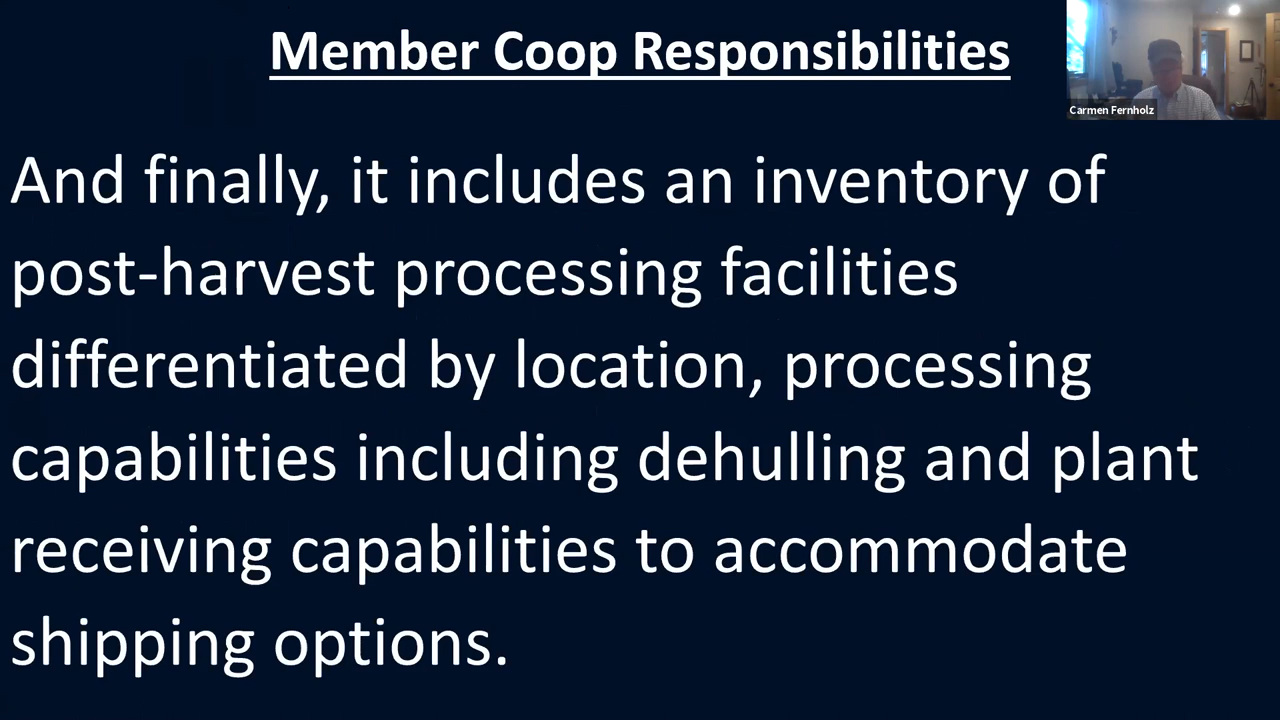 Member Coop Responsibilities
Carmen Fernholz
And finally, it includes an inventory of
post-harvest processing facilities
differentiated by location, processing
capabilities including dehulling and plant
receiving capabilities to accommodate
shipping options.